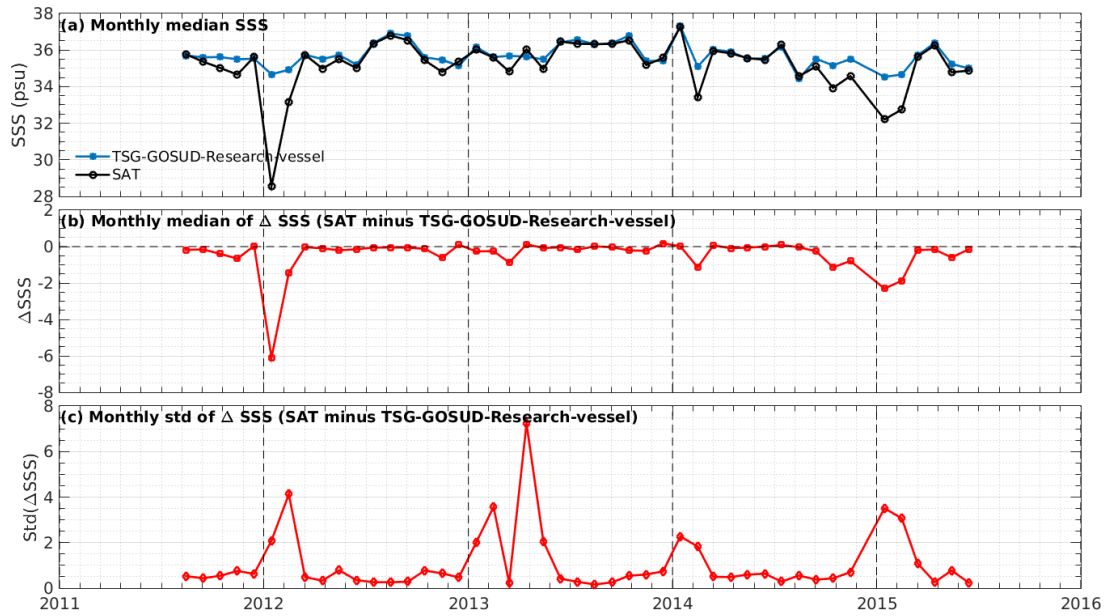 (a) Monthly median SSS
38
36
34
32
30
28
SSS (psu)
TSG-GOSUD-Research-vessel
SAT
(b) Monthly median of Δ SSS (SAT minus TSG-GOSUD-Research-vessel)
2
0
-2
-4
-6
-8
ΔSSS
(c) Monthly std of Δ SSS (SAT minus TSG-GOSUD-Research-vessel)
8
6
4
2
0
Std(ΔSSS)
2011 2012 2013 2014 2015 2016